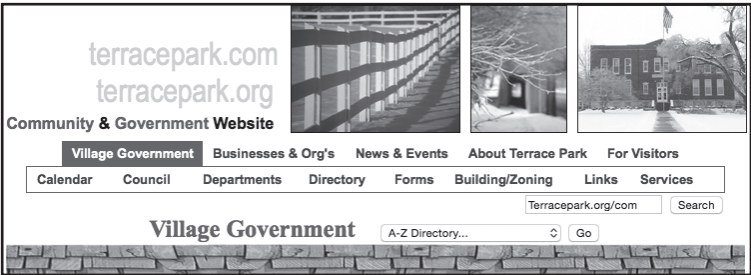 terracepark.com
terracepark.org
Community & Government Website
Village Government Businesses & Org's News & Events About Terrace Park For Visitors
Calendar Council Departments Directory Forms Building/Zoning Links Services
Terracepark.org/com Search
Village Government A-Z Directory... Go